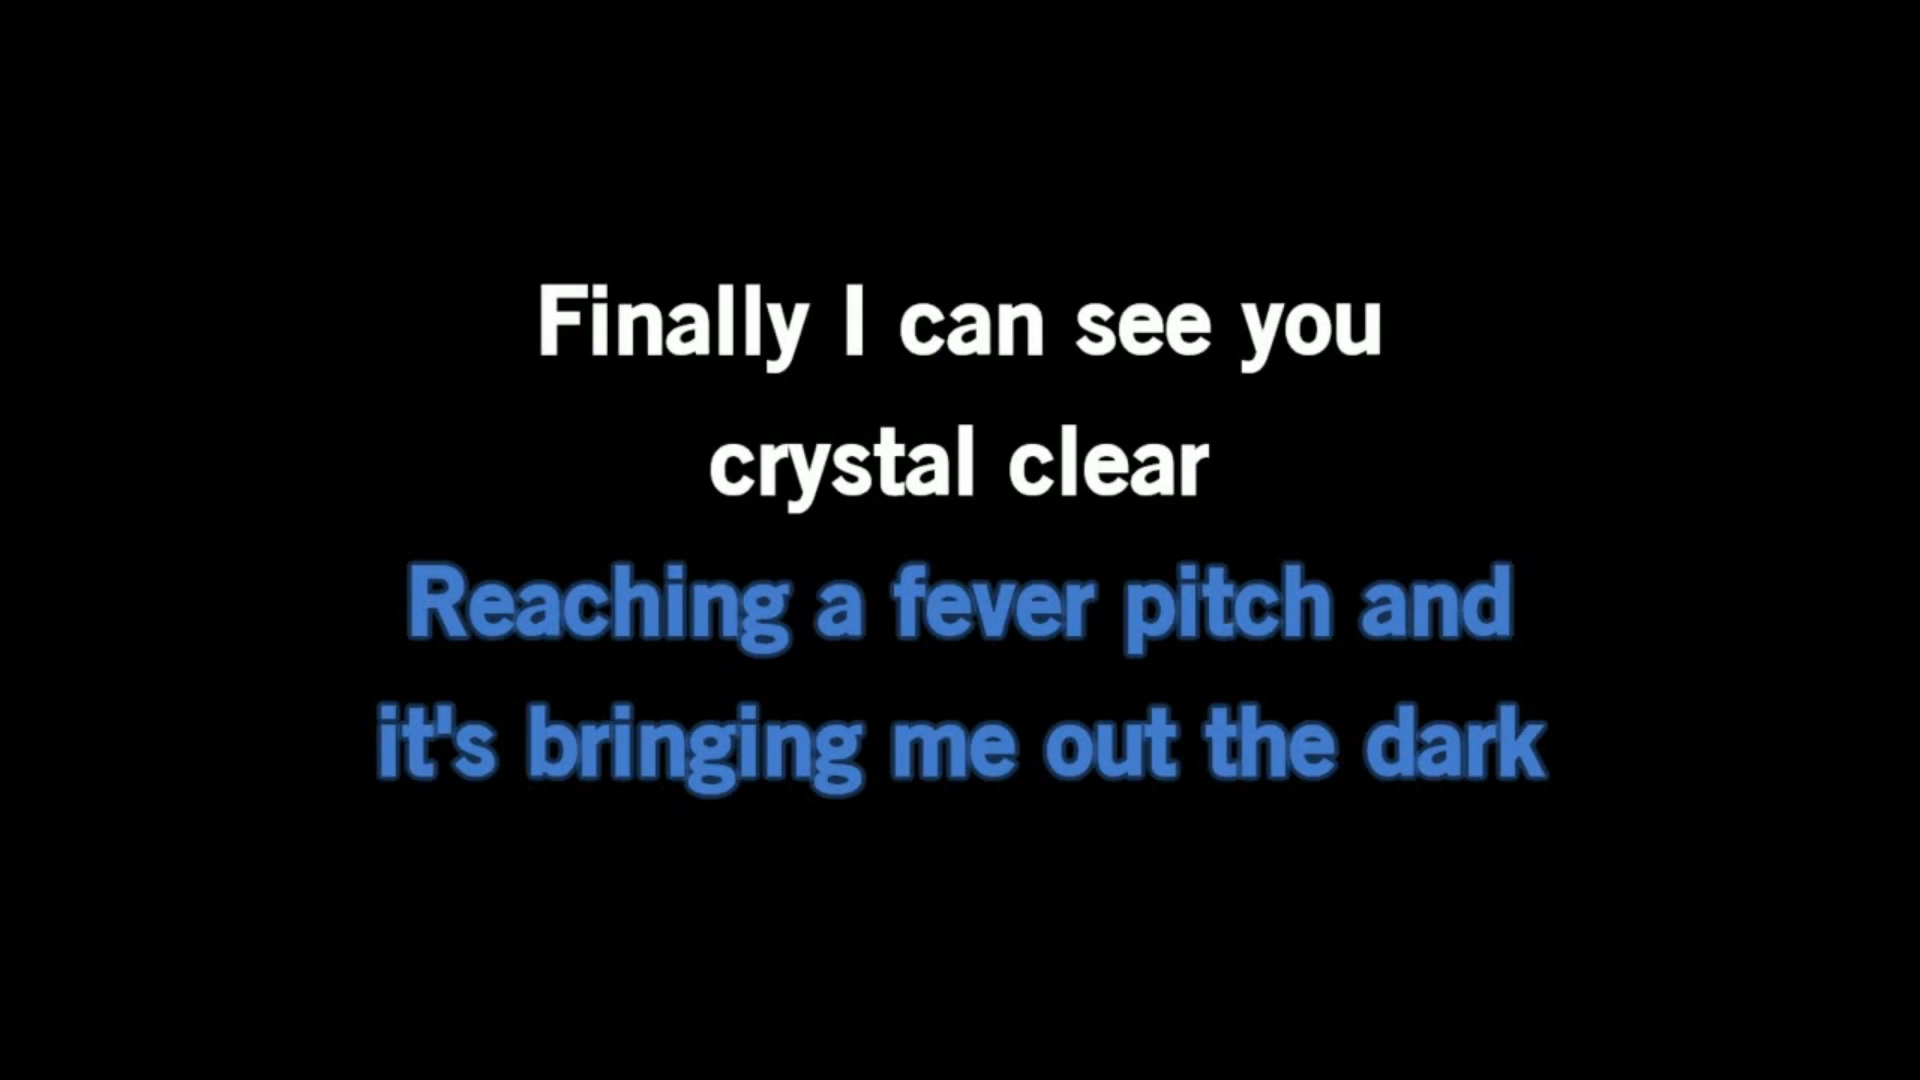 Finally I can see you
crystal clear
Reaching a fever pitch and
it's bringing me out the dark